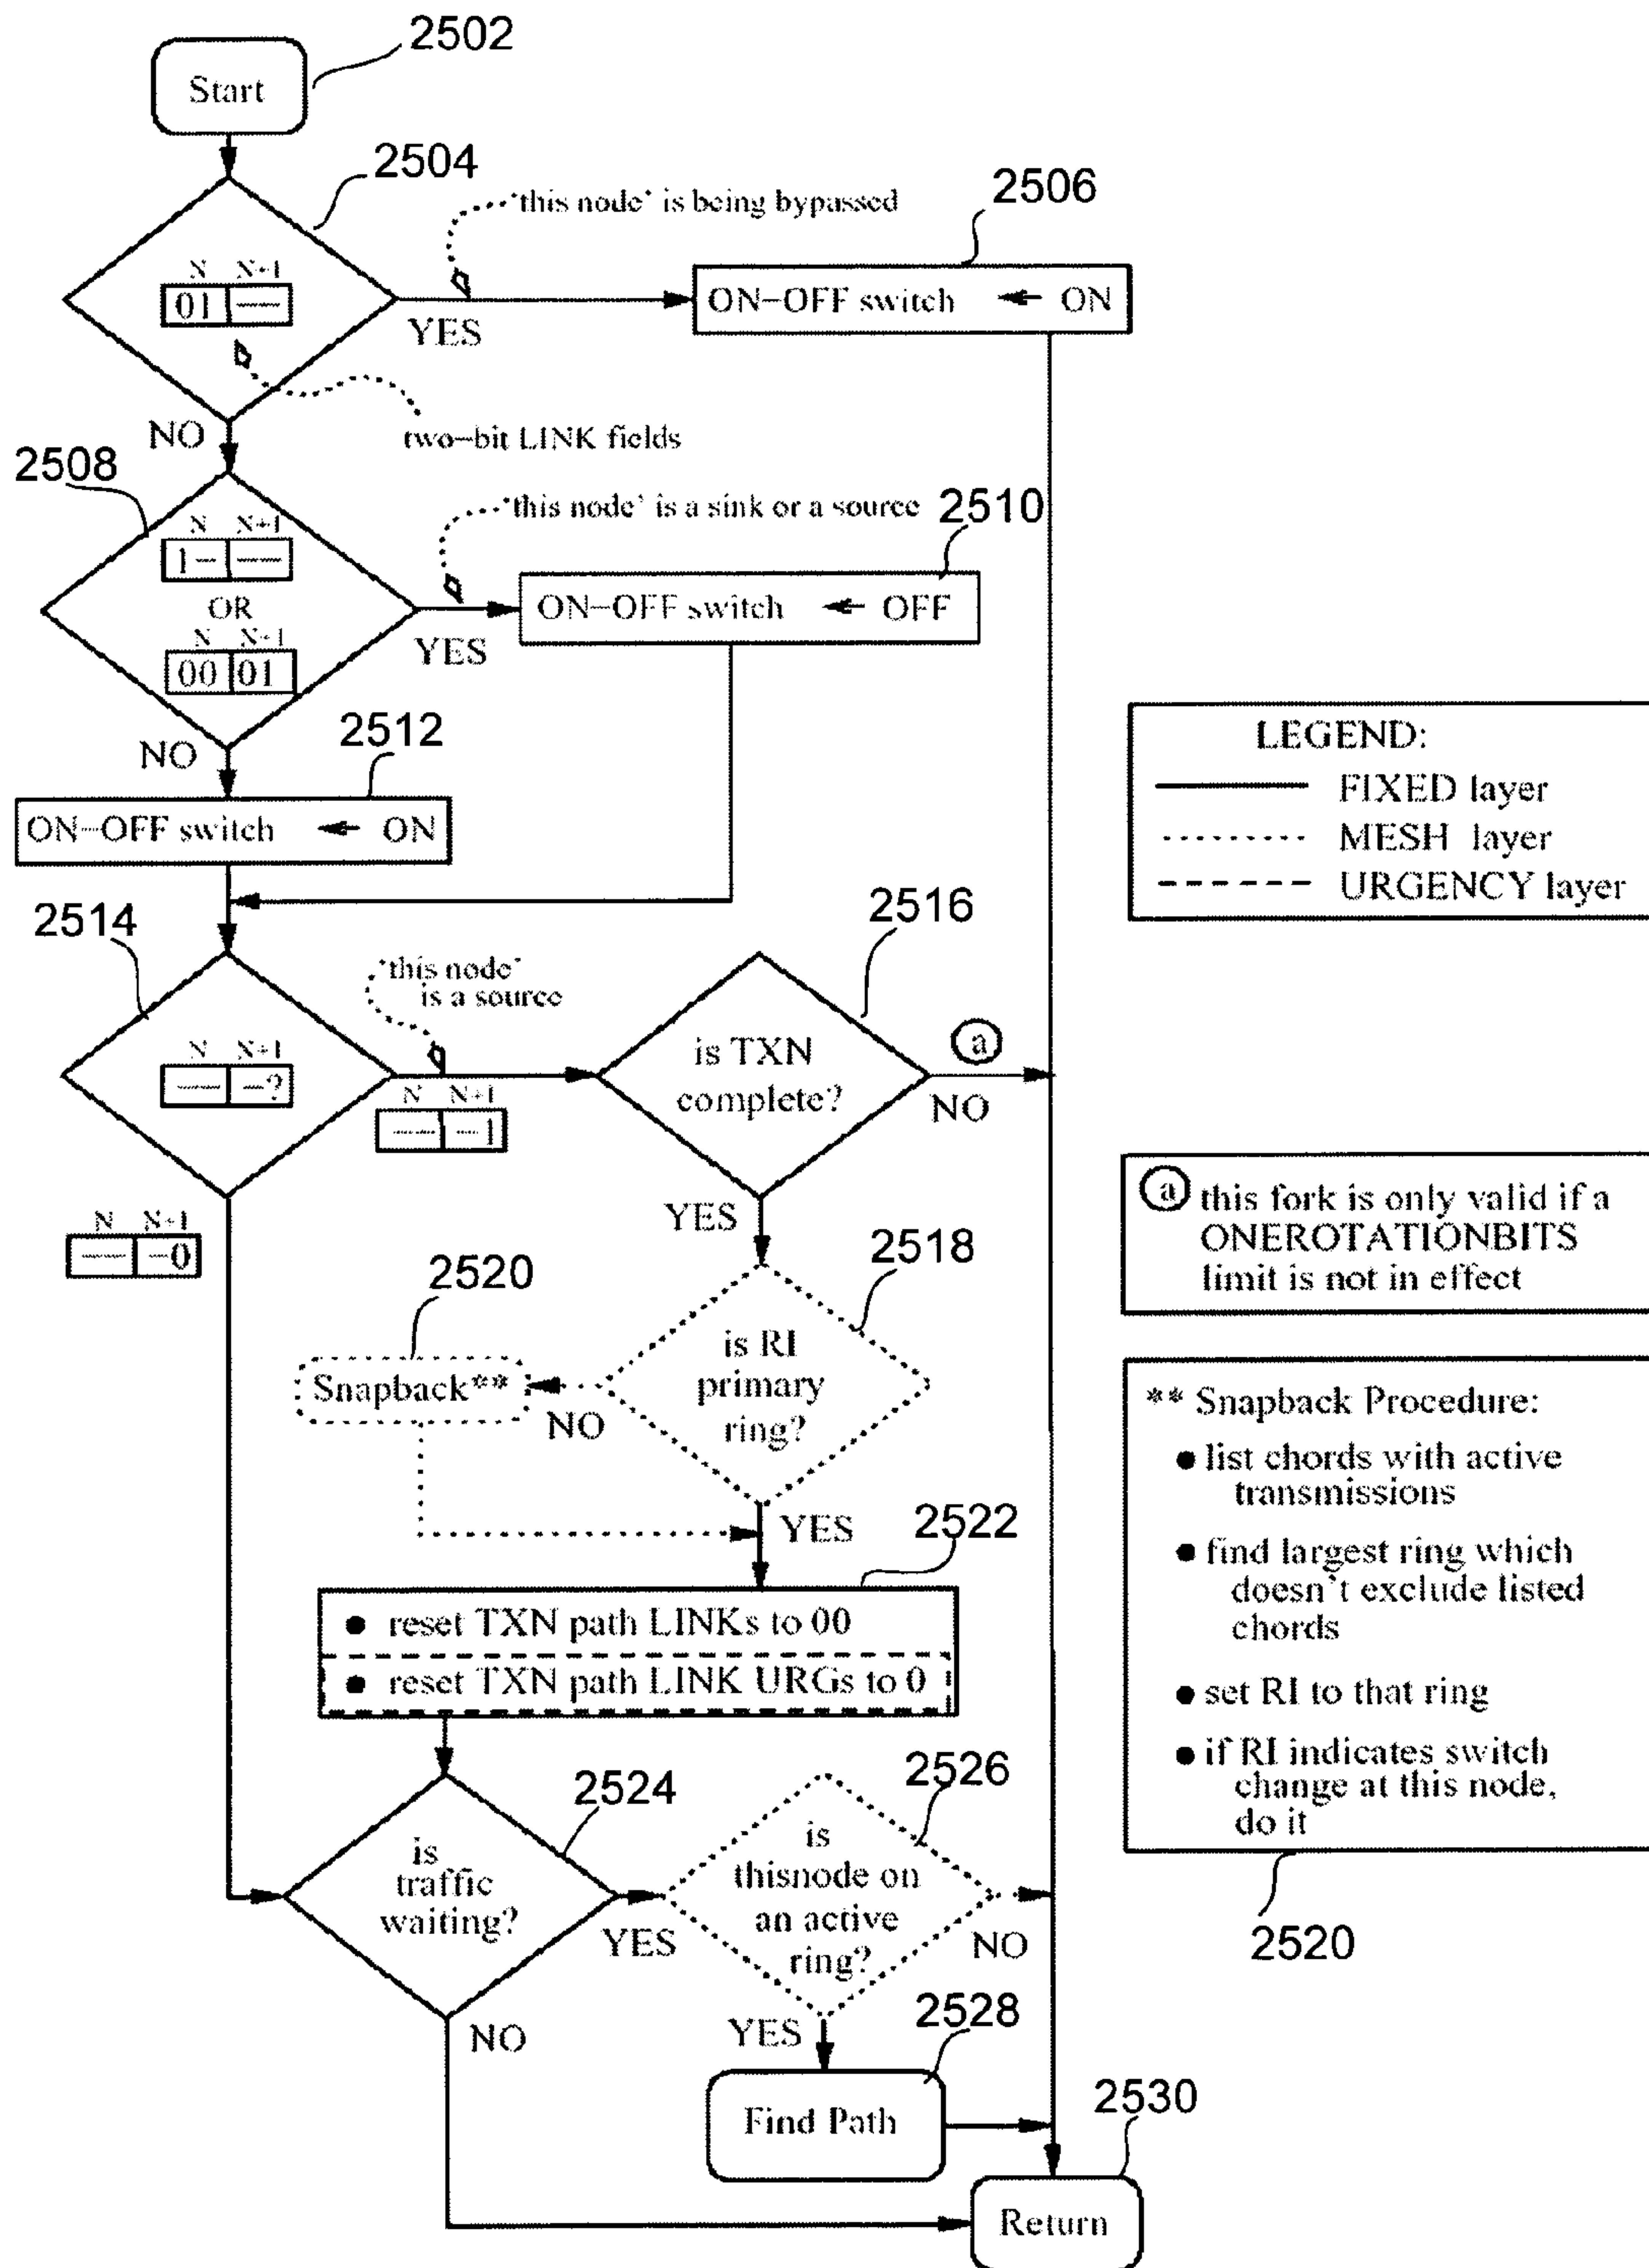 2502
Start
2504
'this node' is being bypassed
2506
N N+1
01 --
ON-OFF switch ← ON
YES
NO
two-bit LINK fields
2508
'this node' is a sink or a source
2510
N N+1
1- --
OR
N N+1
00 01
ON-OFF switch ← OFF
YES
NO
2512
ON-OFF switch ← ON
LEGEND:
FIXED layer
MESH layer
URGENCY layer
2514
'this node'
is a source
2516
N N+1
-- -?
N N+1
-- -1
is TXN
complete?
a
NO
YES
N N+1
-- -0
a this fork is only valid if a
ONEROTATIONBITS
limit is not in effect
2518
2520
is RI
primary
ring?
Snapback**
NO
YES
** Snapback Procedure:
● list chords with active
transmissions
● find largest ring which
doesn't exclude listed
chords
● set RI to that ring
● if RI indicates switch
change at this node,
do it
2520
2522
● reset TXN path LINKs to 00
● reset TXN path LINK URGs to 0
2524
is
traffic
waiting?
YES
NO
2526
is
thisnode on
an active
ring?
NO
YES
2528
Find Path
2530
Return